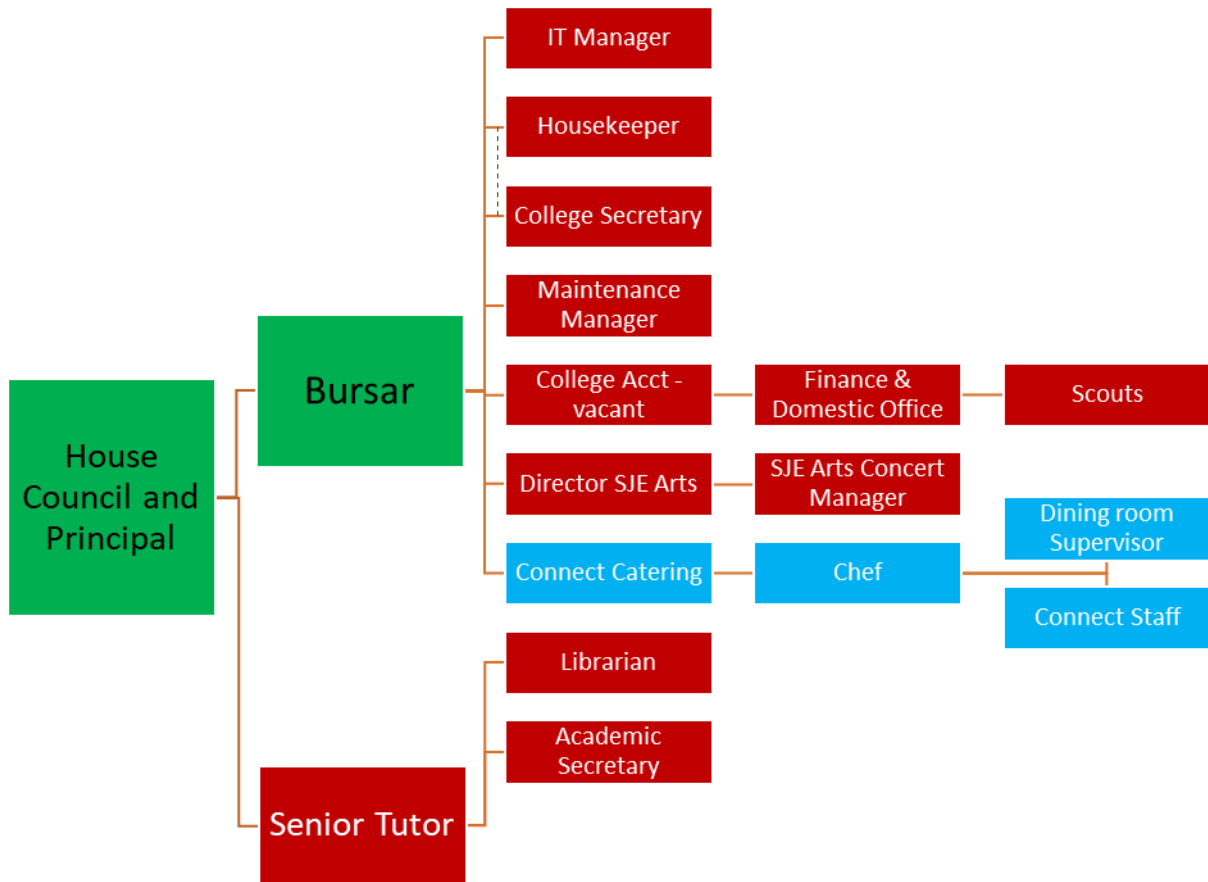 IT Manager
Housekeeper
College Secretary
Maintenance
Manager
Bursar
College Acct -
vacant
Finance &
Domestic Office
Scouts
House
Council and
Principal
Director SJE Arts
SJE Arts Concert
Manager
Dining room
Supervisor
Connect Catering
Chef
Connect Staff
Librarian
Academic
Secretary
Senior Tutor